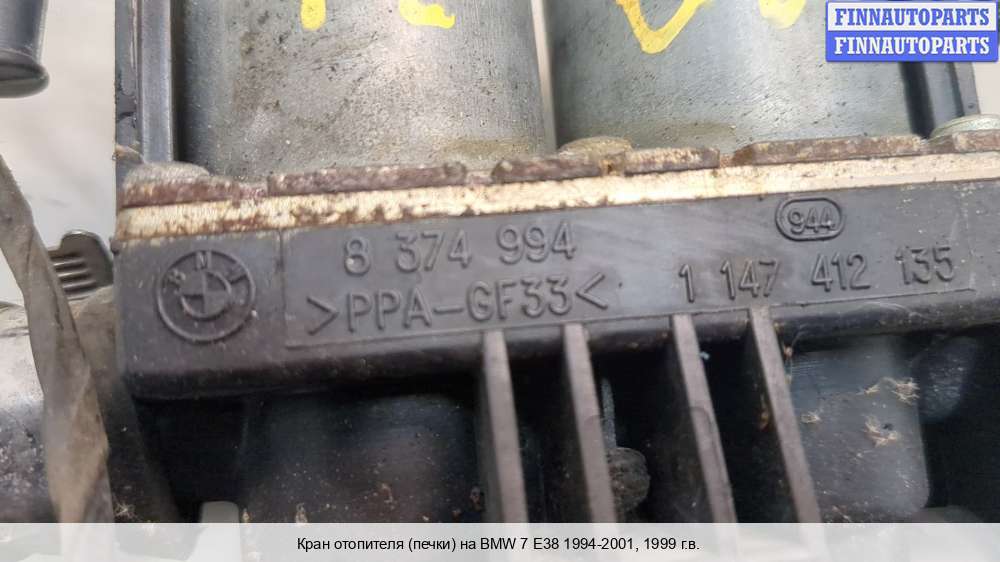 FINNAUTOPARTS
FINNAUTOPARTS
944
8 374 994
>PPA-GF33<
1 147 412 135
BMW
Кран отопителя (печки) на BMW 7 E38 1994-2001, 1999 г.в.